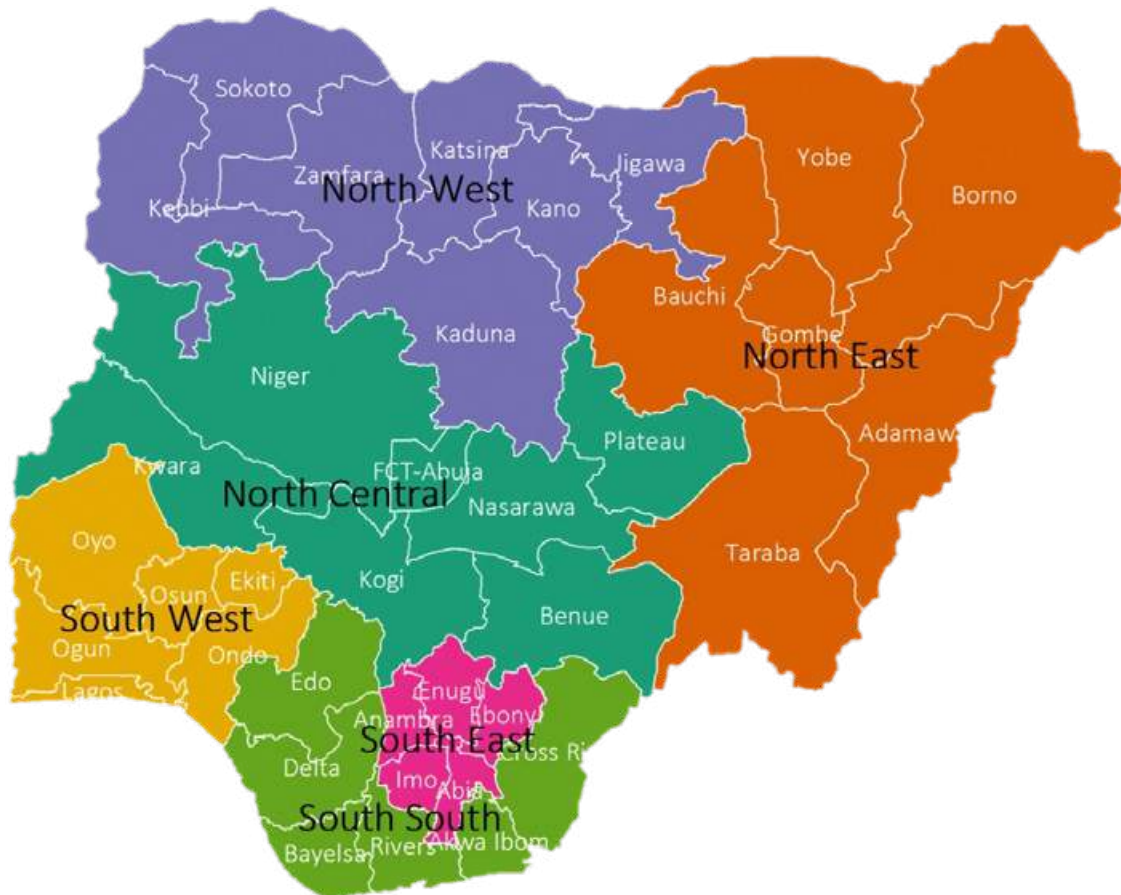 Sokoto
Katsina
Zamfara
North West
Kebbi
Kano
Jigawa
Kaduna
Yobe
Borno
Bauchi
Gombe
North East
Adamaw
Taraba
Niger
Plateau
Kwara
FCT-Abuja
North Central
Nasarawa
Kogi
Benue
Oyo
Osun
Ekiti
South West
Ogun
Ondo
Lagos
Edo
Enugu
Anambra
Ebony
South East
Cross Ri
Delta
Imo
Abia
South South
Bayelsa
Rivers
Akwa Ibom